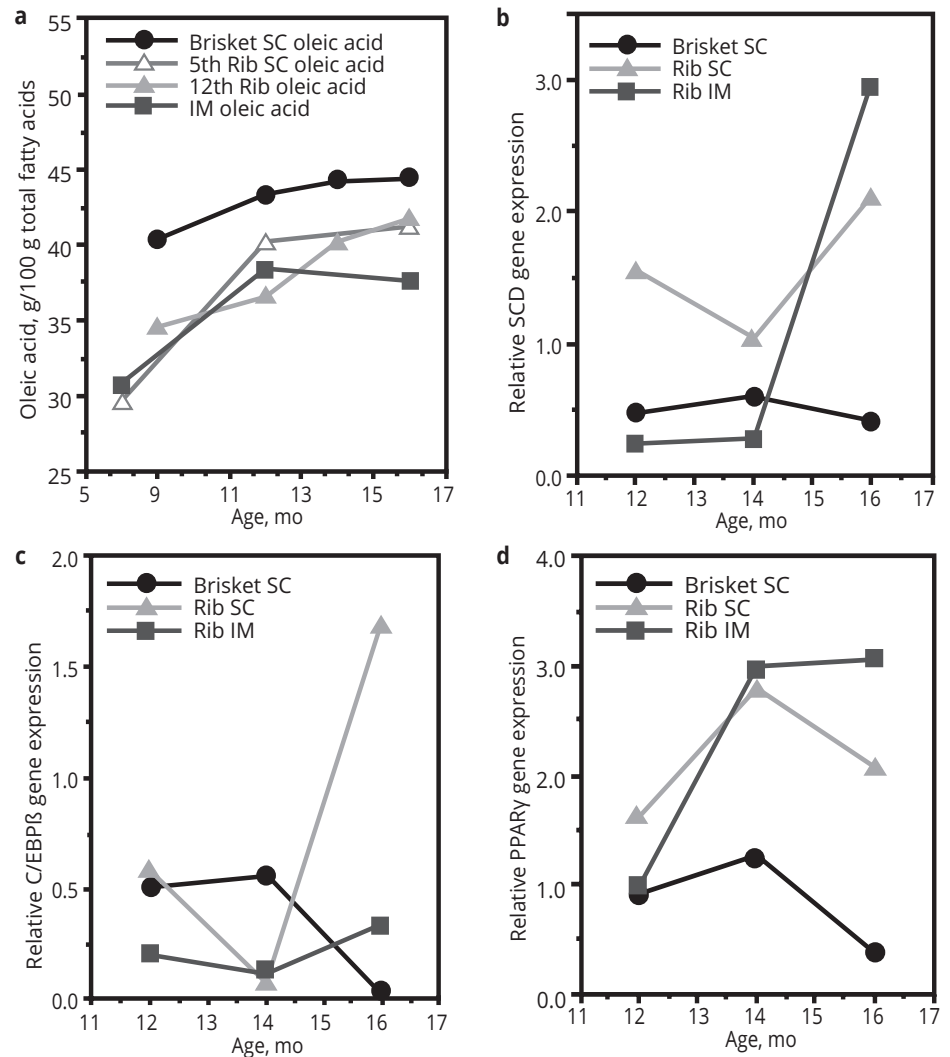 a
55
50
45
40
35
30
25
Oleic acid, g/100 g total fatty acids
Brisket SC oleic acid
5th Rib SC oleic acid
12th Rib oleic acid
IM oleic acid
5 9 11 13 15 17
Age, mo
b
3.0
2.0
1.0
0.0
Relative SCD gene expression
Brisket SC
Rib SC
Rib IM
11 12 13 14 15 16 17
Age, mo
c
2.0
1.5
1.0
0.5
0.0
Relative C/EBPß gene expression
Brisket SC
Rib SC
Rib IM
11 12 13 14 15 16 17
Age, mo
d
4.0
3.0
2.0
1.0
0.0
Relative PPARγ gene expression
Brisket SC
Rib SC
Rib IM
11 12 13 14 15 16 17
Age, mo